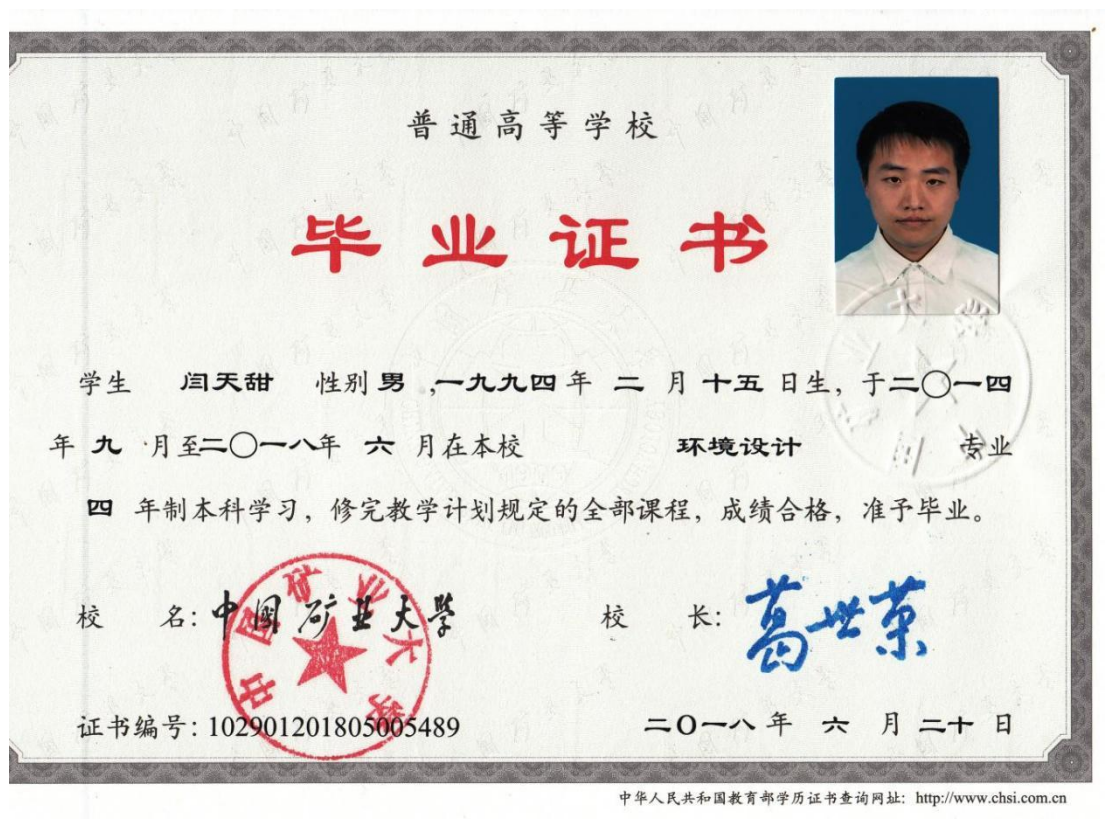 普通高等学校
毕业证书
学生 闫天甜 性别 男 ,一九九四 年 二 月 十五 日生，于二〇一四
年 九 月至二〇一八年 六 月在本校 环境设计 专业
四 年制本科学习，修完教学计划规定的全部课程，成绩合格，准予毕业。
校 名：中国矿业大学 校 长：葛世荣
中国矿业大学
证书编号：102901201805005489 二〇一八 年 六 月 二十 日
中华人民共和国教育部学历证书查询网址：http://www.chsi.com.cn